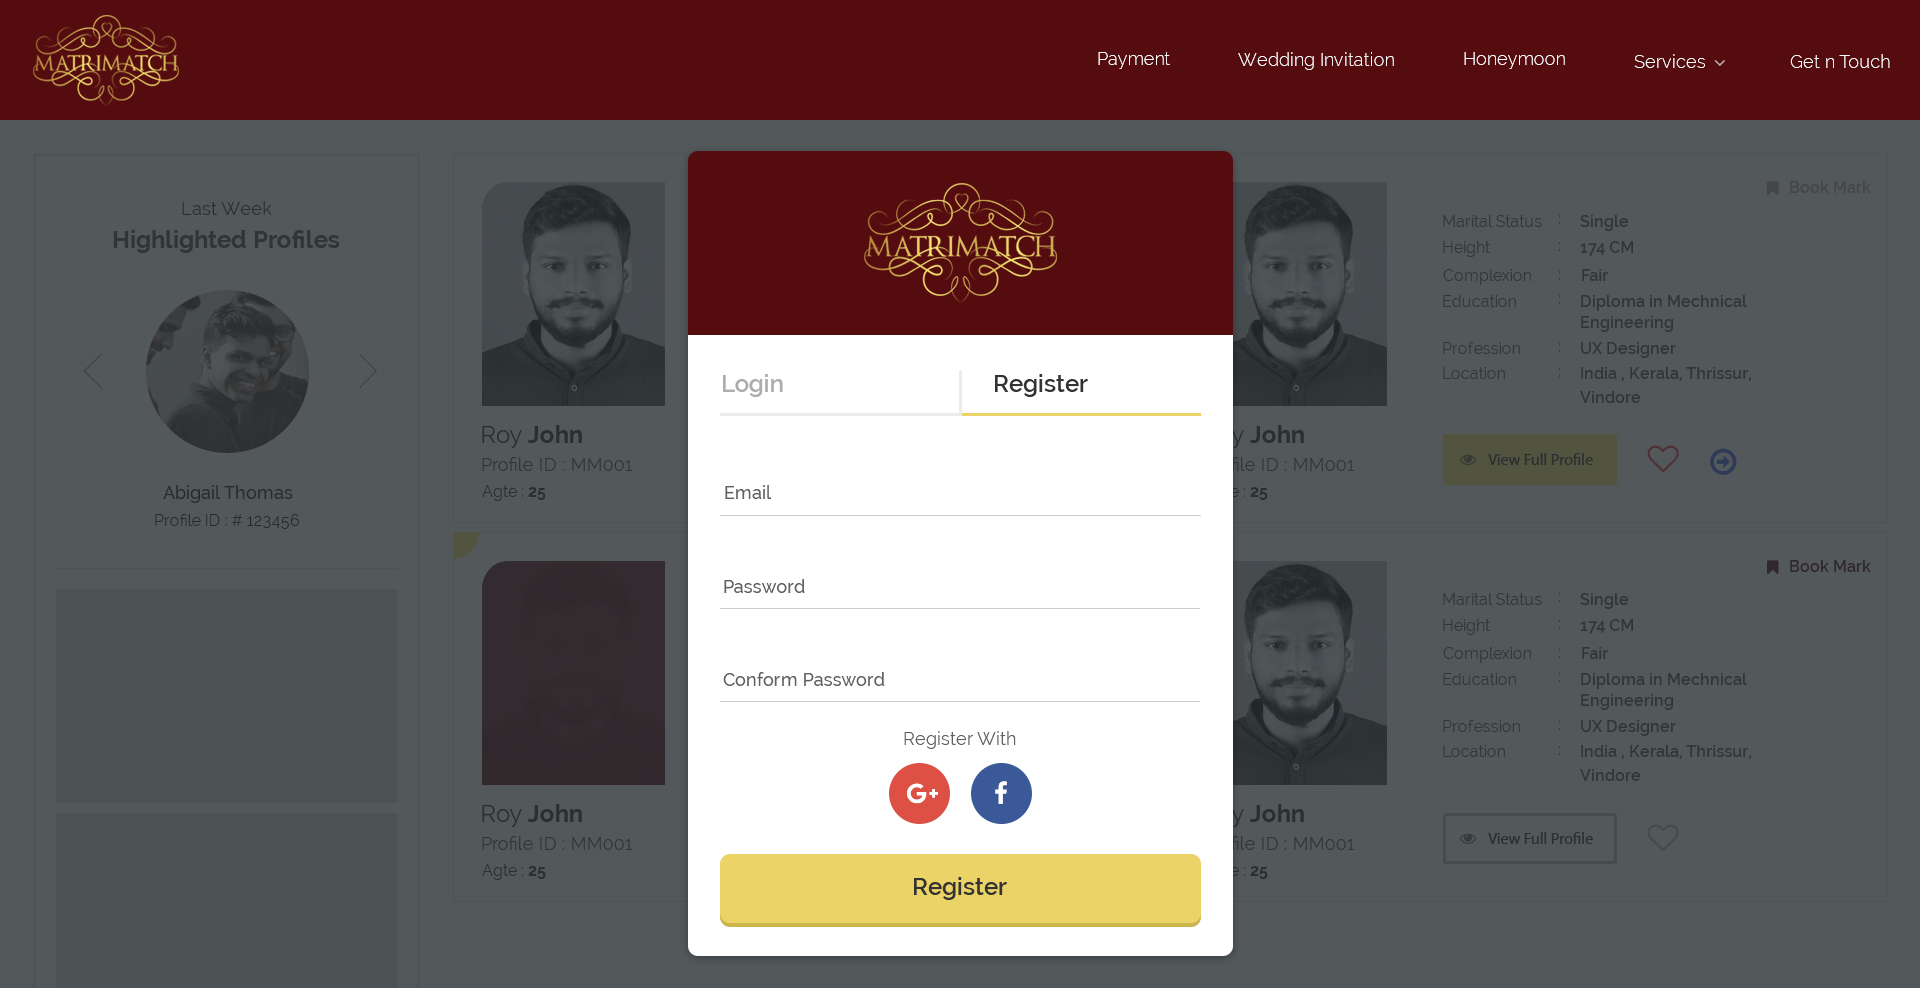 MATRIMATCH
Payment
Wedding Invitation
Honeymoon
Services
Get n Touch
Last Week
Highlighted Profiles
Abigail Thomas
Profile ID : # 123456
Roy John
Profile ID : MM001
Agte : 25
Roy John
Profile ID : MM001
Agte : 25
MATRIMATCH
Login
Register
Email
Password
Conform Password
Register With
G+
f
Register
y John
file ID : MM001
e : 25
Book Mark
Marital Status : Single
Height : 174 CM
Complexion : Fair
Education : Diploma in Mechnical
Engineering
Profession : UX Designer
Location : India , Kerala, Thrissur,
Vindore
View Full Profile
y John
file ID : MM001
e : 25
Book Mark
Marital Status : Single
Height : 174 CM
Complexion : Fair
Education : Diploma in Mechnical
Engineering
Profession : UX Designer
Location : India , Kerala, Thrissur,
Vindore
View Full Profile